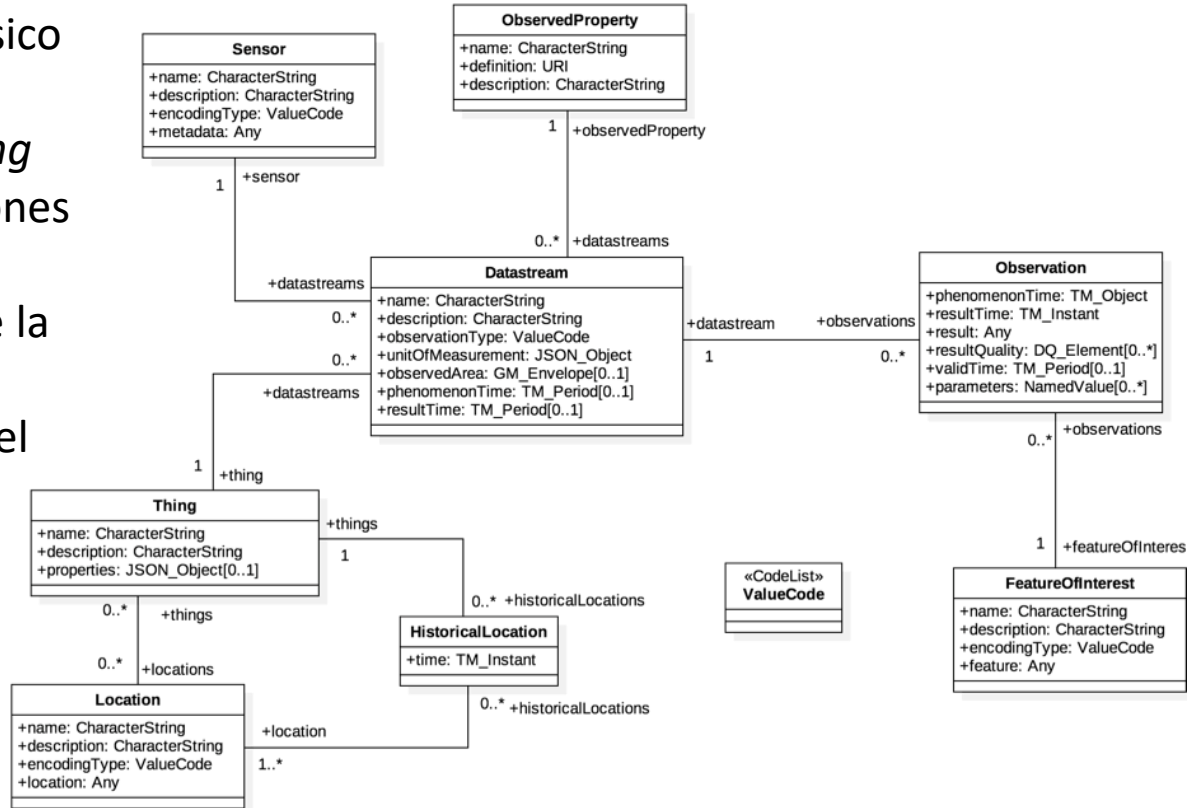 sico
ng
ones
e la
el
Sensor
+name: CharacterString
+description: CharacterString
+encodingType: ValueCode
+metadata: Any
ObservedProperty
+name: CharacterString
+definition: URI
+description: CharacterString
1
+observedProperty
1
+sensor
0..*
+datastreams
+datastreams
0..*
Datastream
+name: CharacterString
+description: CharacterString
+observationType: ValueCode
+unitOfMeasurement: JSON_Object
+observedArea: GM_Envelope[0..1]
+phenomenonTime: TM_Period[0..1]
+resultTime: TM_Period[0..1]
+datastream
1
+observations
0..*
Observation
+phenomenonTime: TM_Object
+resultTime: TM_Instant
+result: Any
+resultQuality: DQ_Element[0..*]
+validTime: TM_Period[0..1]
+parameters: NamedValue[0..*]
0..*
+datastreams
1
+thing
0..*
+observations
1
+featureOfInteres
Thing
+name: CharacterString
+description: CharacterString
+properties: JSON_Object[0..1]
+things
1
0..*
+historicalLocations
HistoricalLocation
+time: TM_Instant
0..*
+historicalLocations
«CodeList»
ValueCode
FeatureOfInterest
+name: CharacterString
+description: CharacterString
+encodingType: ValueCode
+feature: Any
0..*
+things
0..*
+locations
Location
+name: CharacterString
+description: CharacterString
+encodingType: ValueCode
+location: Any
+location
1..*